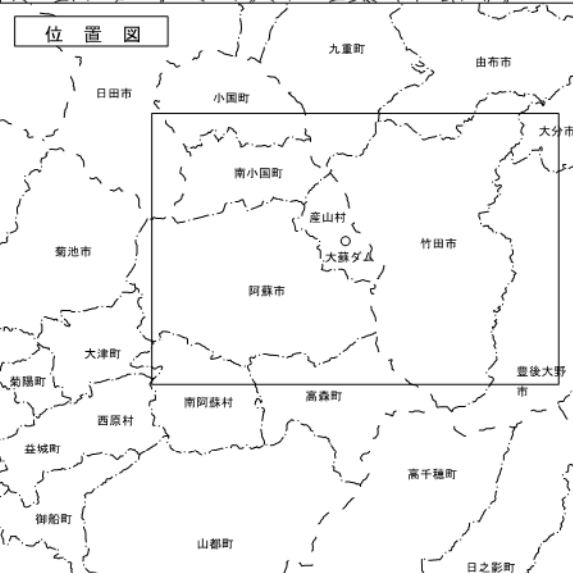 位置図
九重町
由布市
日田市
小国町
大分市
南小国町
産山村
竹田市
菊池市
大蘇ダム
阿蘇市
大津町
豊後大野
市
菊陽町
高森町
南阿蘇村
西原村
益城町
高千穂町
御船町
山都町
日之影町